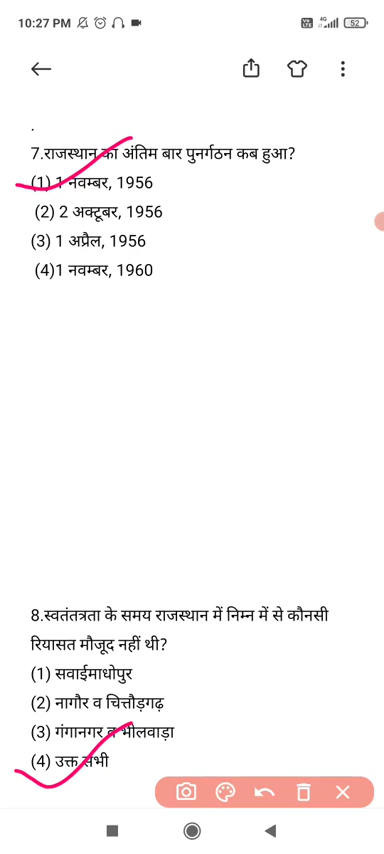 10:27 PM
4G
52
.
7.राजस्थान का अंतिम बार पुनर्गठन कब हुआ?
(1) 1 नवम्बर, 1956
(2) 2 अक्टूबर, 1956
(3) 1 अप्रैल, 1956
(4)1 नवम्बर, 1960
8.स्वतंतत्रता के समय राजस्थान में निम्न में से कौनसी
रियासत मौजूद नहीं थी?
(1) सवाईमाधोपुर
(2) नागौर व चित्तौड़गढ़
(3) गंगानगर व भीलवाड़ा
(4) उक्त सभी